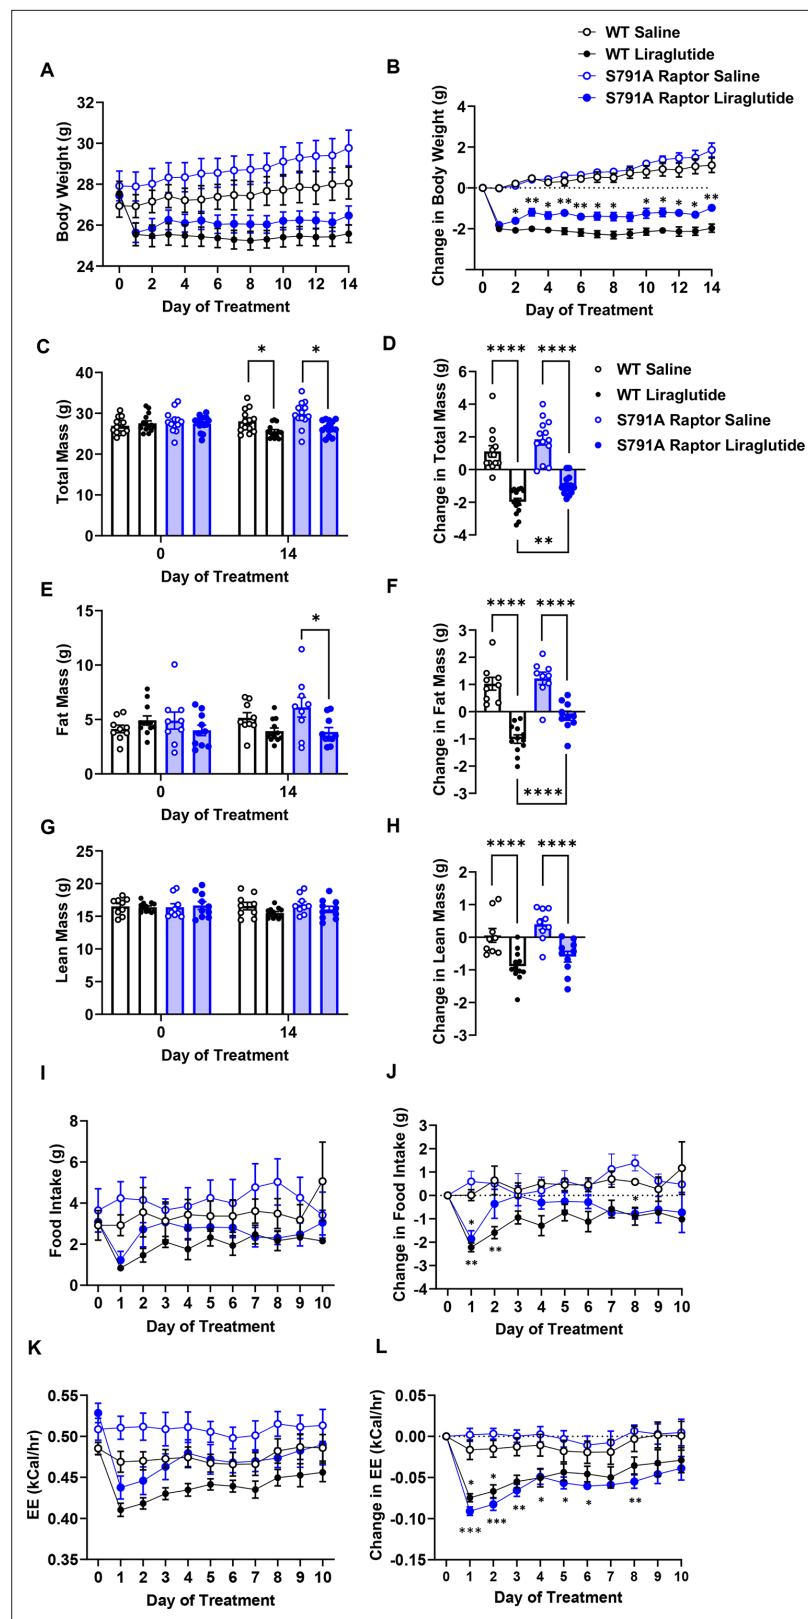 WT Saline
WT Liraglutide
S791A Raptor Saline
S791A Raptor Liraglutide
A
Body Weight (g)
32
30
28
26
24
0 2 4 6 8 10 12 14
Day of Treatment
B
Change in Body Weight (g)
4
2
0
-2
* ** * ** ** * * * * * * **
0 2 4 6 8 10 12 14
Day of Treatment
C
Total Mass (g)
40
30
20
10
0
* *
0 14
Day of Treatment
D
Change in Total Mass (g)
6
4
2
0
-2
-4
**** ****
**
WT Saline
WT Liraglutide
S791A Raptor Saline
S791A Raptor Liraglutide
E
Fat Mass (g)
15
10
5
0
*
0 14
Day of Treatment
F
Change in Fat Mass (g)
3
2
1
0
-1
-2
-3
**** ****
****
G
Lean Mass (g)
25
20
15
10
5
0
0 14
Day of Treatment
H
Change in Lean Mass (g)
2
1
0
-1
-2
-3
**** ****
I
Food Intake (g)
8
6
4
2
0
0 1 2 3 4 5 6 7 8 9 10
Day of Treatment
J
Change in Food Intake (g)
3
2
1
0
-1
-2
-3
-4
* *
** **
0 1 2 3 4 5 6 7 8 9 10
Day of Treatment
K
EE (kCal/hr)
0.55
0.50
0.45
0.40
0.35
0 1 2 3 4 5 6 7 8 9 10
Day of Treatment
L
Change in EE (kCal/hr)
0.05
0.00
-0.05
-0.10
-0.15
* *
*** *** ** * * * **
0 1 2 3 4 5 6 7 8 9 10
Day of Treatment